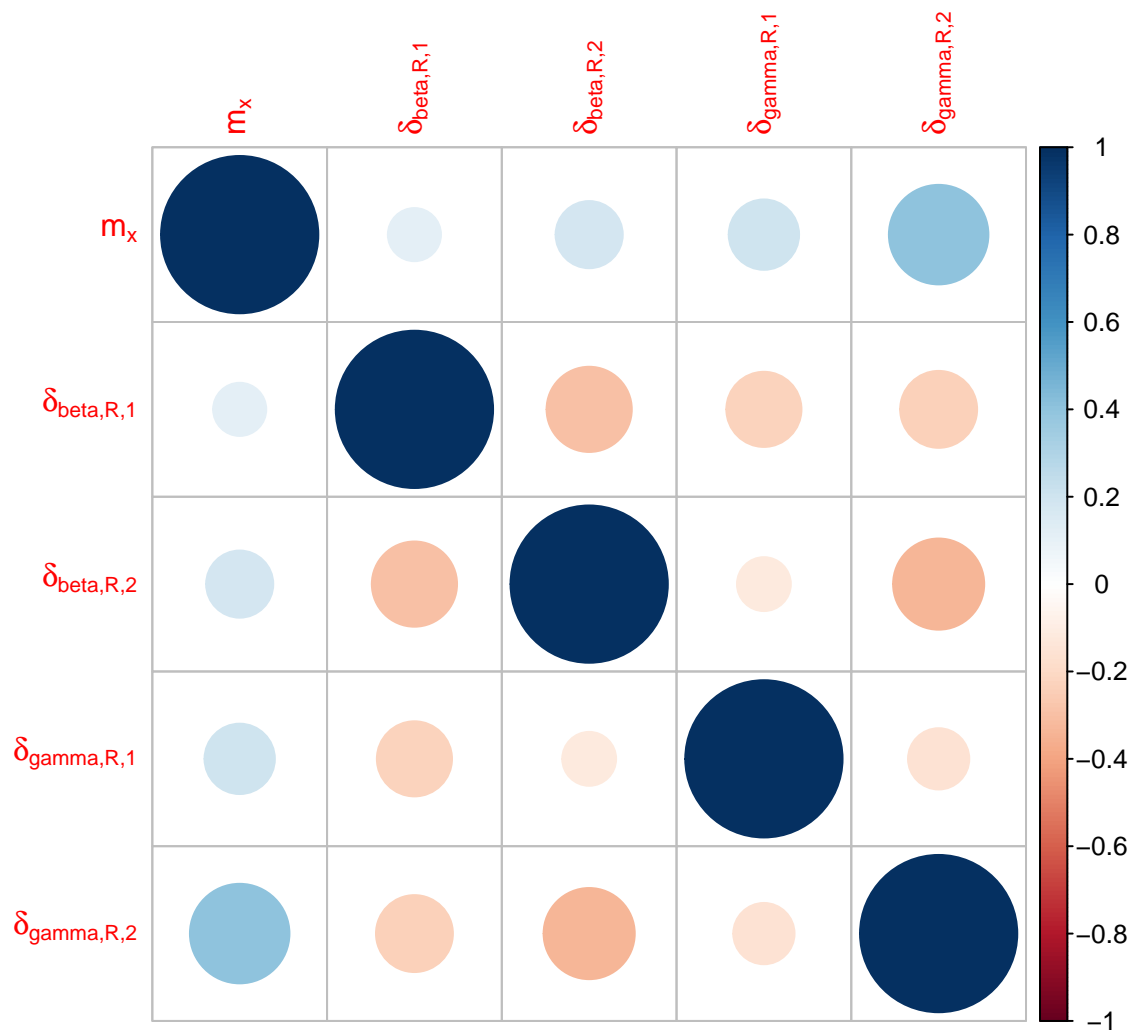 m_x
δ_beta,R,1
δ_beta,R,2
δ_gamma,R,1
δ_gamma,R,2
m_x
δ_beta,R,1
δ_beta,R,2
δ_gamma,R,1
δ_gamma,R,2
1
0.8
0.6
0.4
0.2
0
−0.2
−0.4
−0.6
−0.8
−1